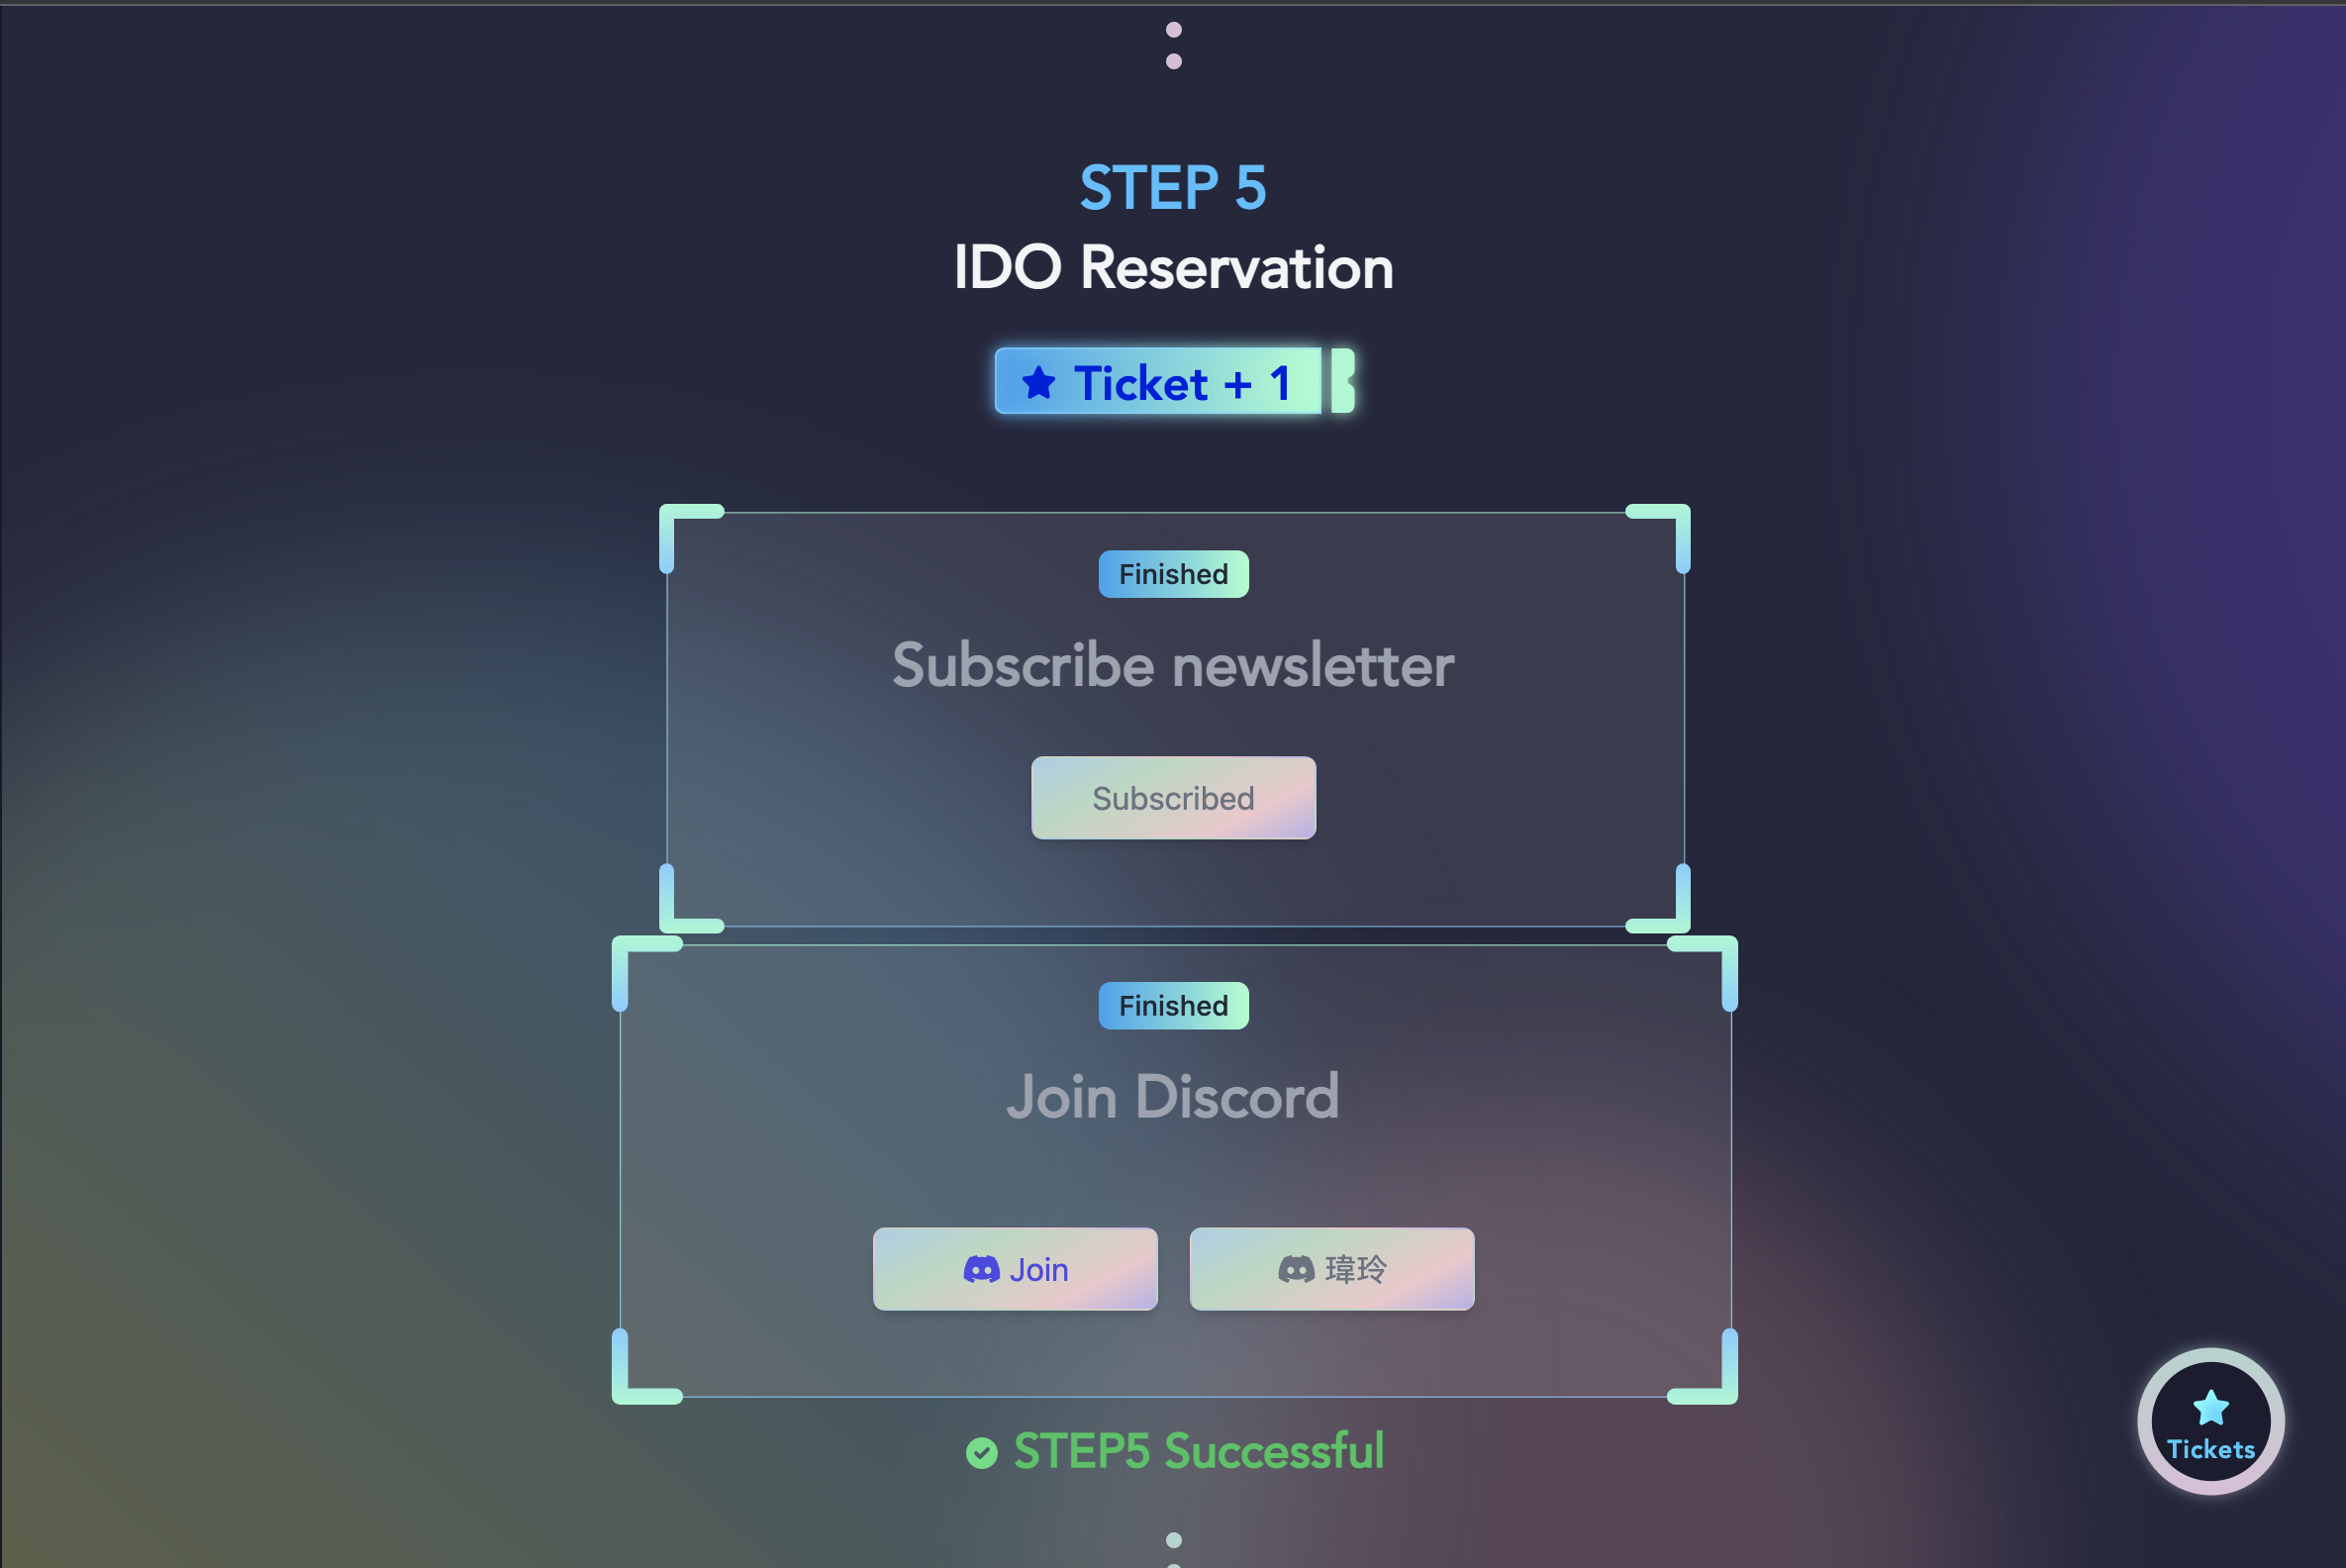 STEP 5
IDO Reservation
Ticket + 1
Finished
Subscribe newsletter
Subscribed
Finished
Join Discord
Join
瑋玲
STEP5 Successful
Tickets